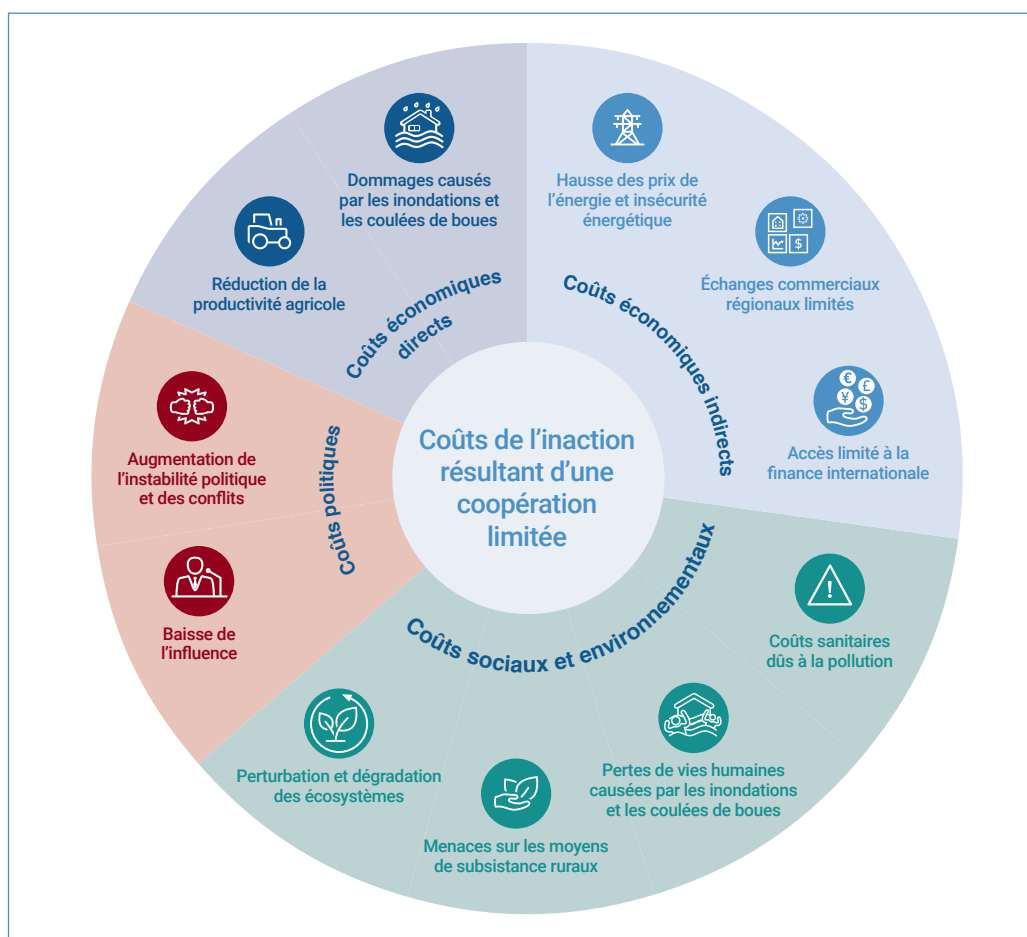 Dommages causés
par les inondations et
les coulées de boues
Hausse des prix de
l’énergie et insécurité
énergétique
Réduction de la
productivité agricole
Échanges commerciaux
régionaux limités
Coûts économiques
directs
Coûts économiques indirects
Accès limité à la
finance internationale
Augmentation de
l’instabilité politique
et des conflits
Coûts politiques
Coûts de l’inaction
résultant d’une
coopération
limitée
Baisse de
l’influence
Coûts sociaux et environnementaux
Coûts sanitaires
dûs à la pollution
Perturbation et dégradation
des écosystèmes
Pertes de vies humaines
causées par les inondations
et les coulées de boues
Menaces sur les moyens
de subsistance ruraux
$
€
£
¥
$
!